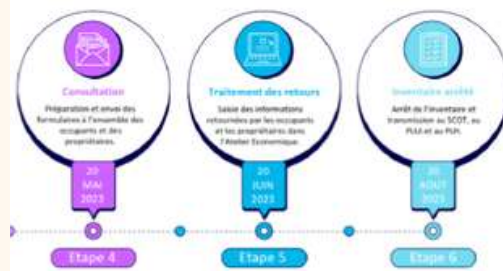 Consultation
Préparation et envoi des
formulaires à l'ensemble des
occupants et des
propriétaires.
20
MAI
2023
Etape 4
Traitement des retours
Saisie des informations
retournées par les occupants
et les propriétaires dans
l'Atelier Economique.
20
JUIN
2023
Etape 5
Inventaire arrêté
Arrêt de l'inventaire et
transmission au SCOT, au
PLUi et au PLH.
AOUT
2023
Etape 6